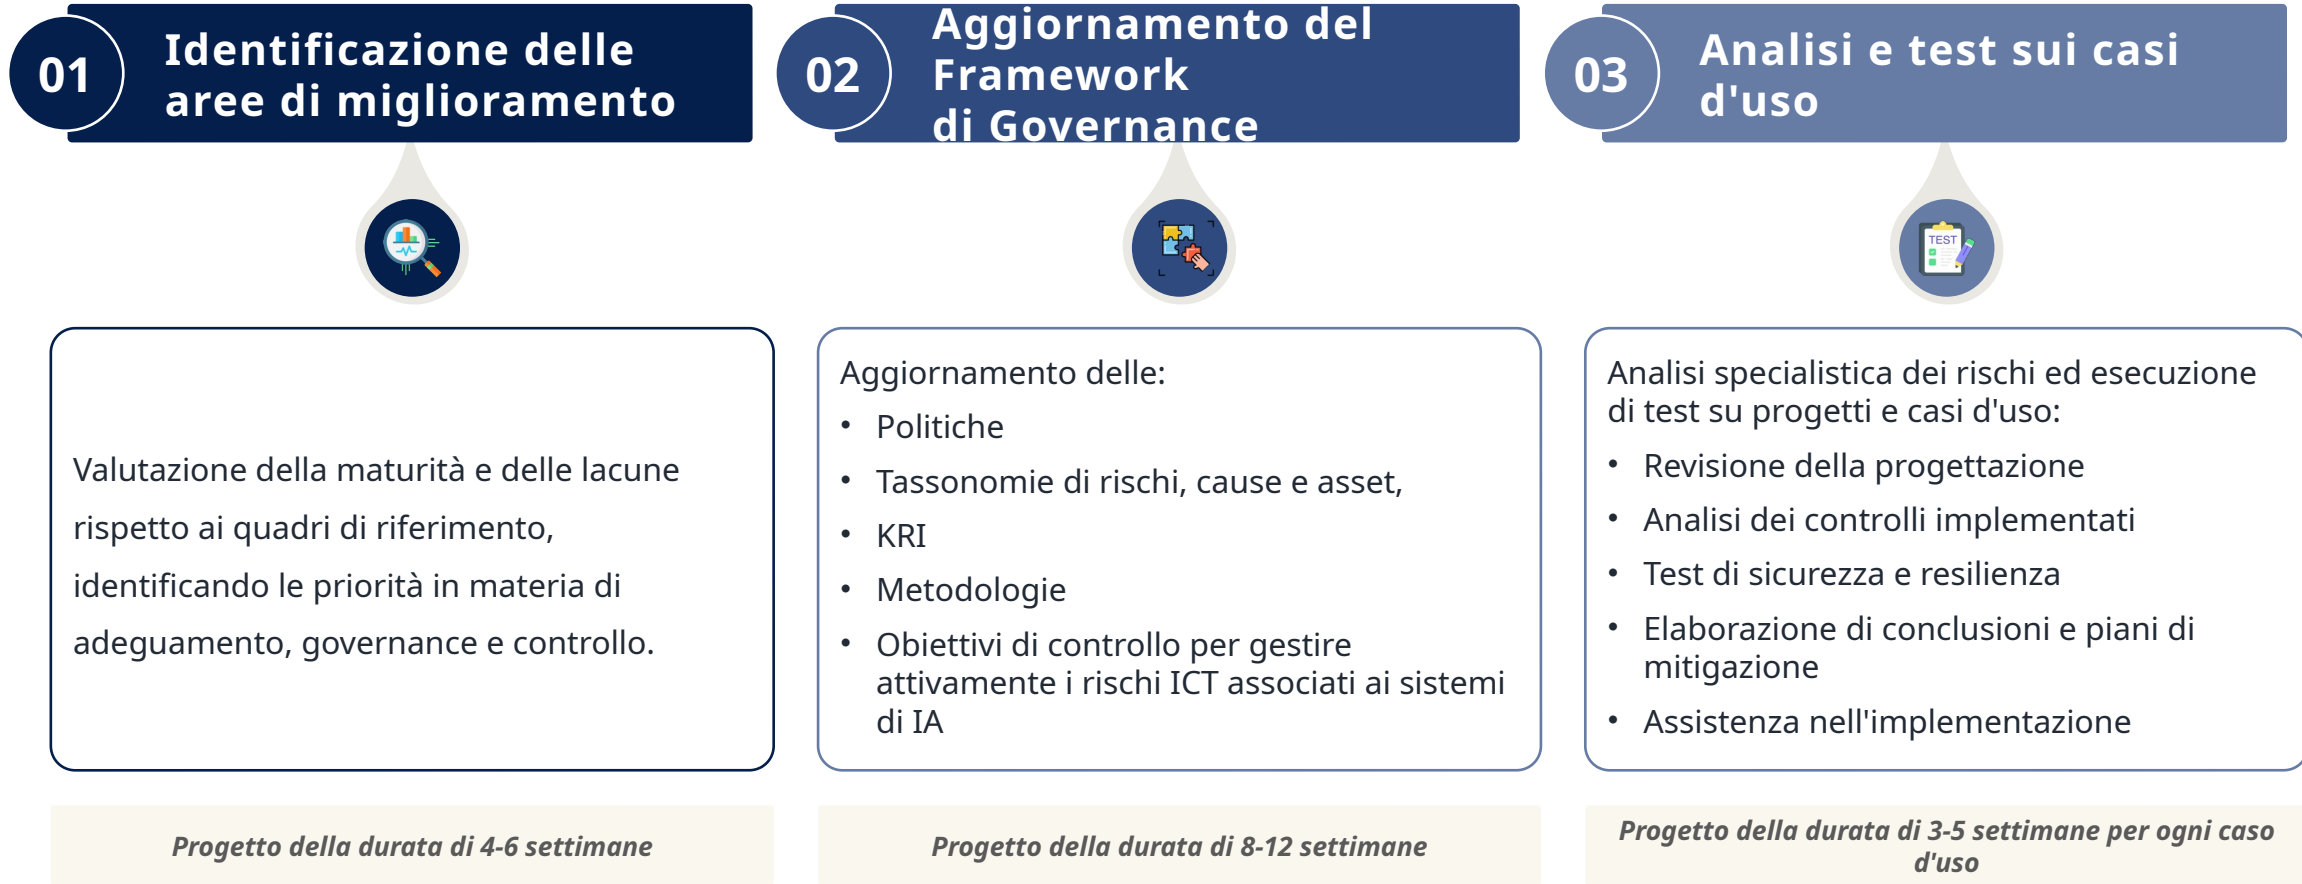 01
Identificazione delle
aree di miglioramento
Valutazione della maturità e delle lacune
rispetto ai quadri di riferimento,
identificando le priorità in materia di
adeguamento, governance e controllo.
Progetto della durata di 4-6 settimane
02
Aggiornamento del
Framework
di Governance
Aggiornamento delle:
• Politiche
• Tassonomie di rischi, cause e asset,
• KRI
• Metodologie
• Obiettivi di controllo per gestire
attivamente i rischi ICT associati ai sistemi
di IA
Progetto della durata di 8-12 settimane
03
Analisi e test sui casi
d'uso
TEST
Analisi specialistica dei rischi ed esecuzione
di test su progetti e casi d'uso:
• Revisione della progettazione
• Analisi dei controlli implementati
• Test di sicurezza e resilienza
• Elaborazione di conclusioni e piani di
mitigazione
• Assistenza nell'implementazione
Progetto della durata di 3-5 settimane per ogni caso
d'uso